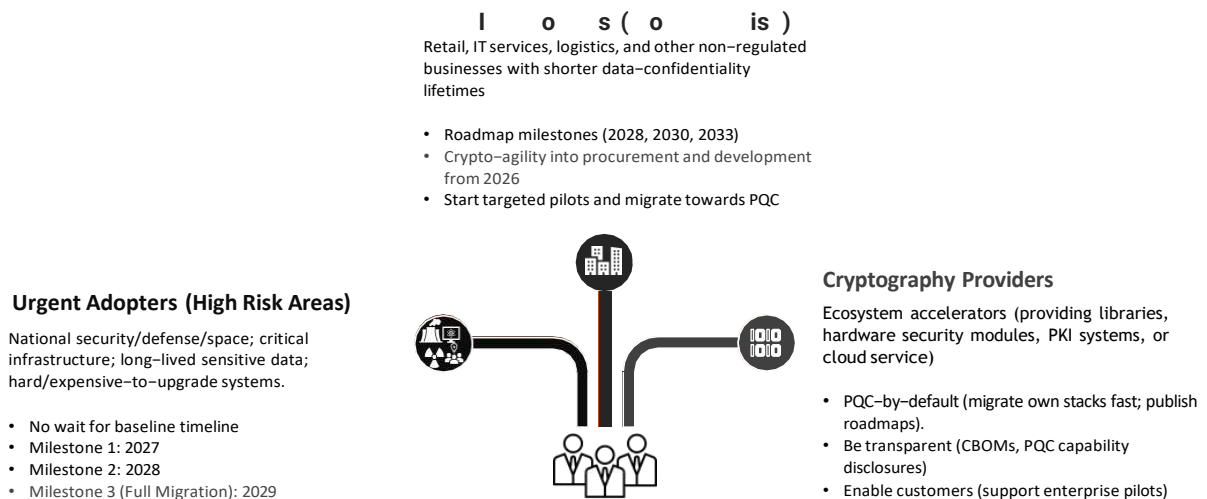 Retail, IT services, logistics, and other non–regulated
businesses with shorter data–confidentiality
lifetimes
• Roadmap milestones (2028, 2030, 2033)
• Crypto–agility into procurement and development
from 2026
• Start targeted pilots and migrate towards PQC
Urgent Adopters (High Risk Areas)
National security/defense/space; critical
infrastructure; long–lived sensitive data;
hard/expensive–to–upgrade systems.
• No wait for baseline timeline
• Milestone 1: 2027
• Milestone 2: 2028
• Milestone 3 (Full Migration): 2029
Cryptography Providers
Ecosystem accelerators (providing libraries,
hardware security modules, PKI systems, or
cloud service)
• PQC–by–default (migrate own stacks fast; publish
roadmaps).
• Be transparent (CBOMs, PQC capability
disclosures)
• Enable customers (support enterprise pilots)
1010
1010